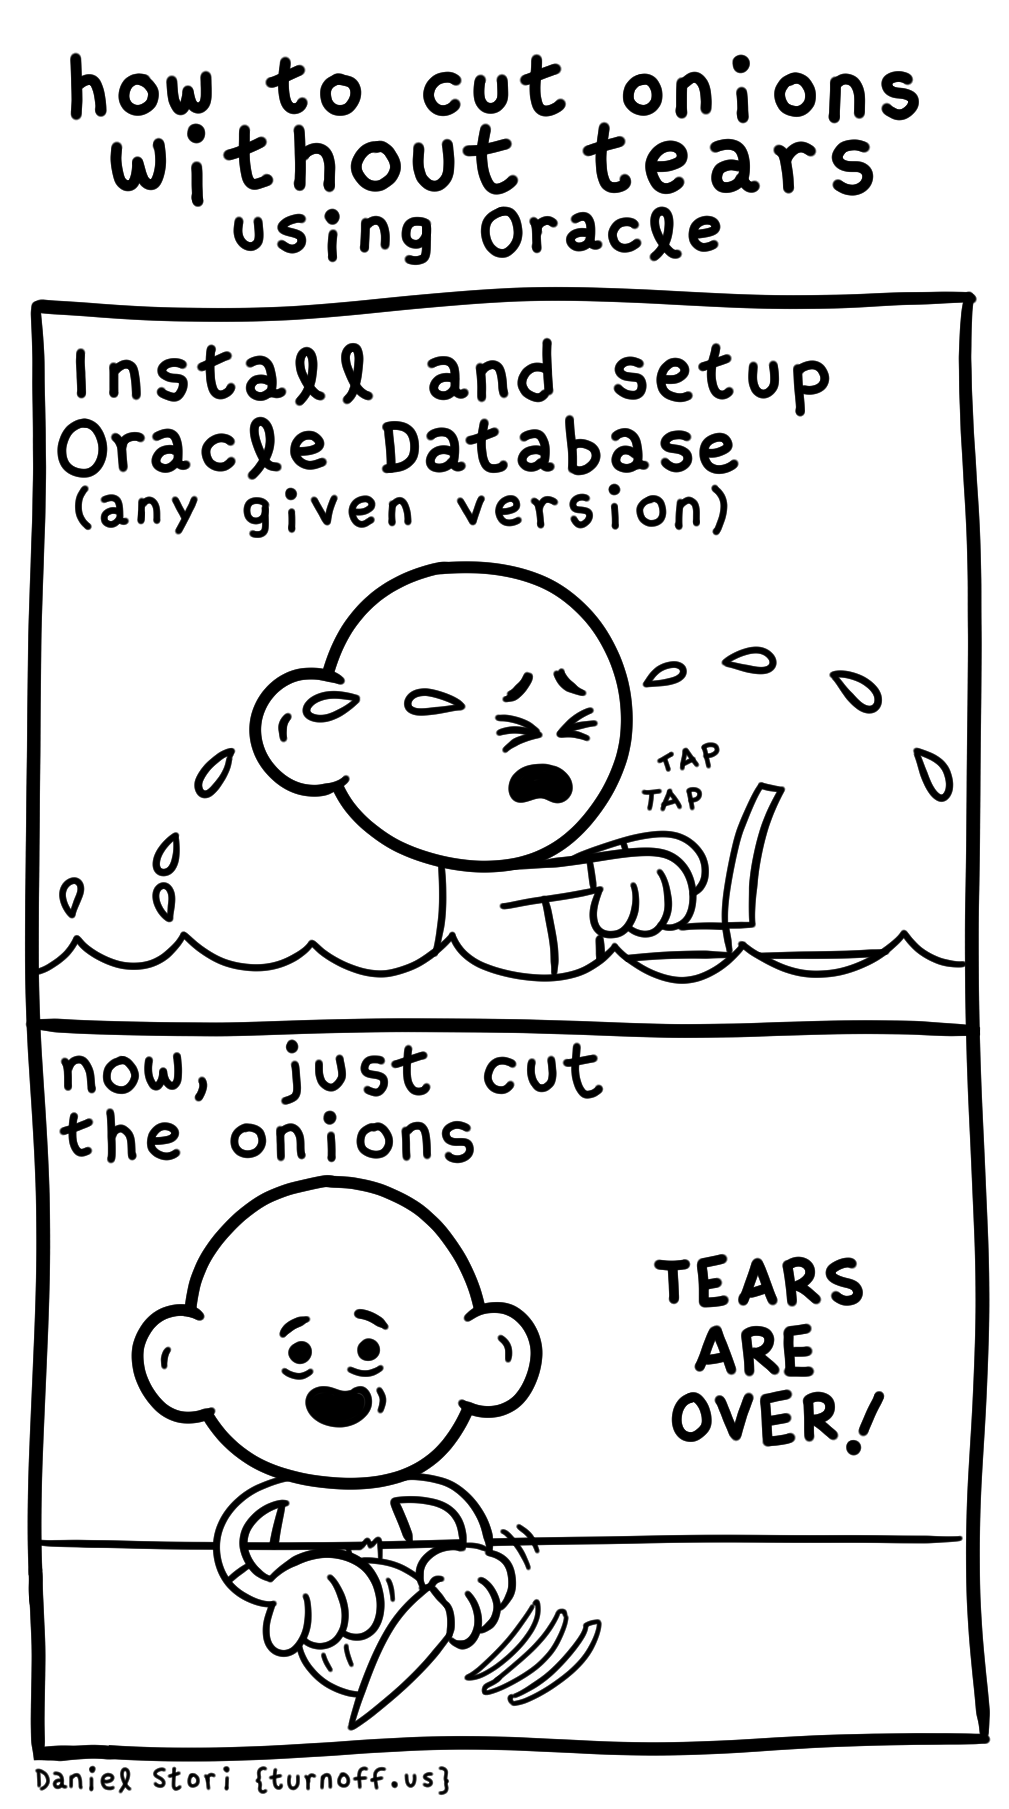 how to cut onions
without tears
using Oracle
Install and setup
Oracle Database
(any given version)
TAP
TAP
now, just cut
the onions
TEARS
ARE
OVER!
Daniel Stori {turnoff.us}